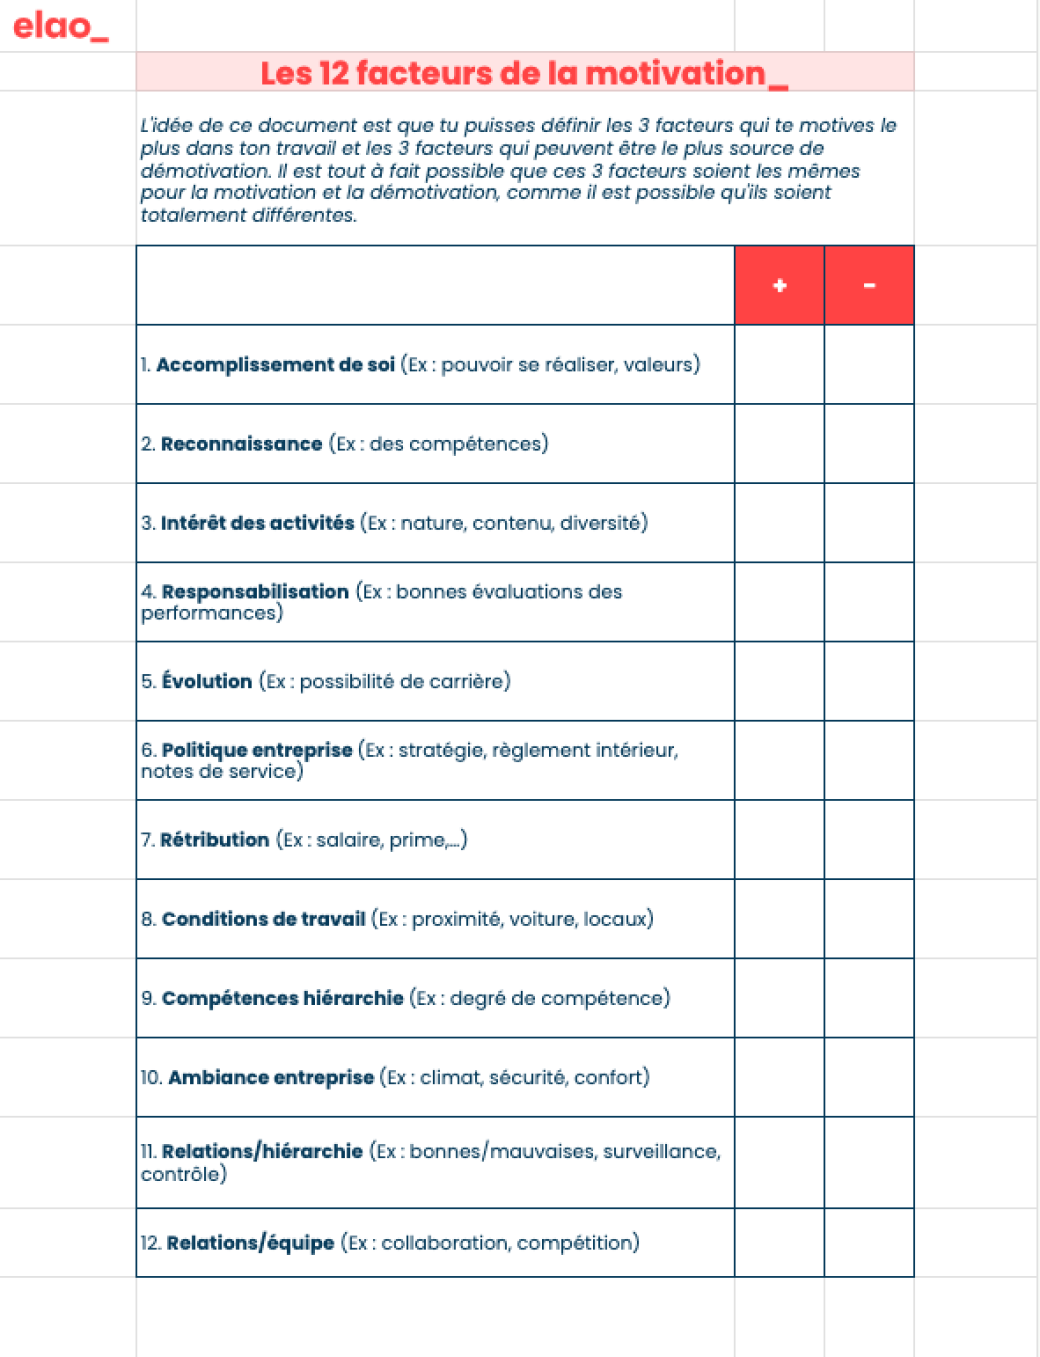 elao_
Les 12 facteurs de la motivation_
L'idée de ce document est que tu puisses définir les 3 facteurs qui te motives le
plus dans ton travail et les 3 facteurs qui peuvent être le plus source de
démotivation. Il est tout à fait possible que ces 3 facteurs soient les mêmes
pour la motivation et la démotivation, comme il est possible qu'ils soient
totalement différentes.
+ -
1. Accomplissement de soi (Ex : pouvoir se réaliser, valeurs)
2. Reconnaissance (Ex : des compétences)
3. Intérêt des activités (Ex : nature, contenu, diversité)
4. Responsabilisation (Ex : bonnes évaluations des
performances)
5. Évolution (Ex : possibilité de carrière)
6. Politique entreprise (Ex : stratégie, règlement intérieur,
notes de service)
7. Rétribution (Ex : salaire, prime,...)
8. Conditions de travail (Ex : proximité, voiture, locaux)
9. Compétences hiérarchie (Ex : degré de compétence)
10. Ambiance entreprise (Ex : climat, sécurité, confort)
11. Relations/hiérarchie (Ex : bonnes/mauvaises, surveillance,
contrôle)
12. Relations/équipe (Ex : collaboration, compétition)